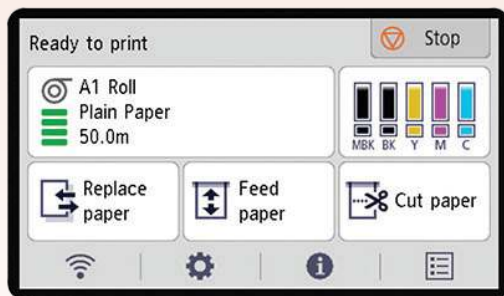 Ready to print
Stop
A1 Roll
Plain Paper
50.0m
MBK BK Y M C
Replace
paper
Feed
paper
Cut paper